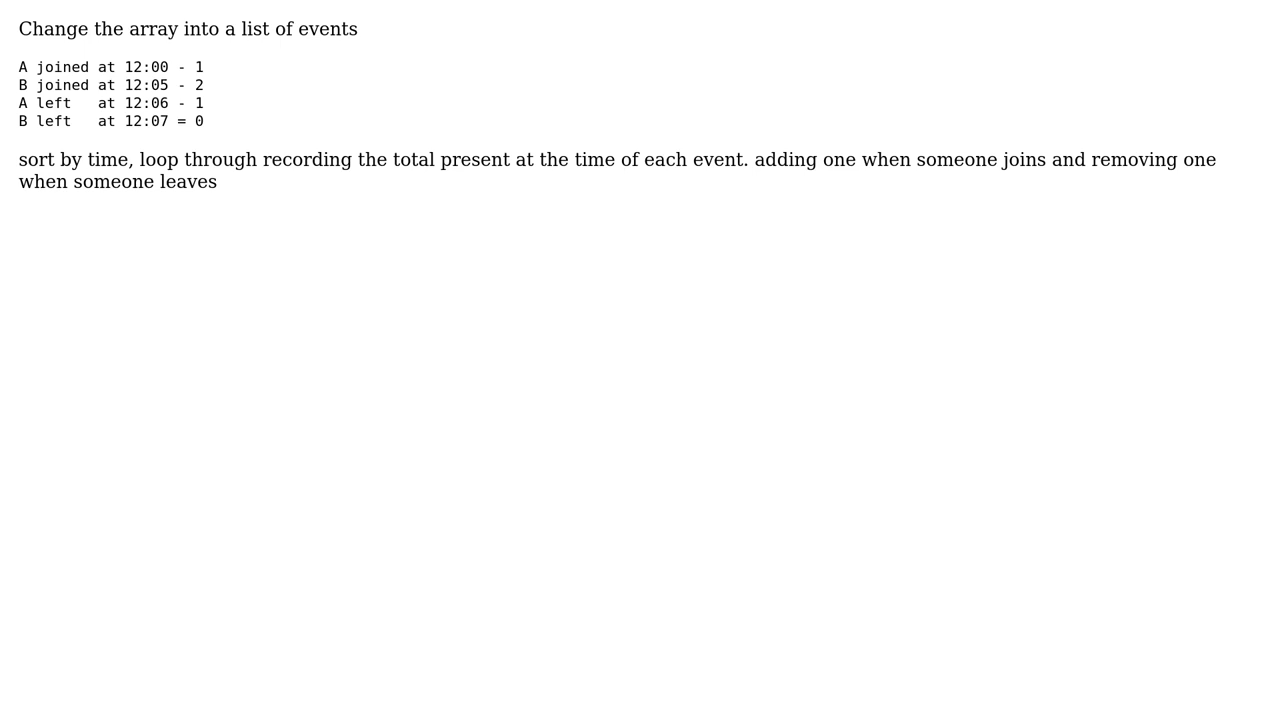 Change the array into a list of events
A joined at 12:00 - 1
B joined at 12:05 - 2
A left   at 12:06 - 1
B left   at 12:07 = 0
sort by time, loop through recording the total present at the time of each event. adding one when someone joins and removing one
when someone leaves